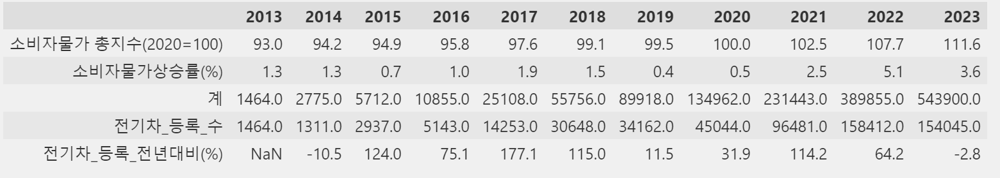 2013 2014 2015 2016 2017 2018 2019 2020 2021 2022 2023
소비자물가 총지수(2020=100) 93.0 94.2 94.9 95.8 97.6 99.1 99.5 100.0 102.5 107.7 111.6
소비자물가상승률(%) 1.3 1.3 0.7 1.0 1.9 1.5 0.4 0.5 2.5 5.1 3.6
계 1464.0 2775.0 5712.0 10855.0 25108.0 55756.0 89918.0 134962.0 231443.0 389855.0 543900.0
전기차_등록_수 1464.0 1311.0 2937.0 5143.0 14253.0 30648.0 34162.0 45044.0 96481.0 158412.0 154045.0
전기차_등록_전년대비(%) NaN -10.5 124.0 75.1 177.1 115.0 11.5 31.9 114.2 64.2 -2.8